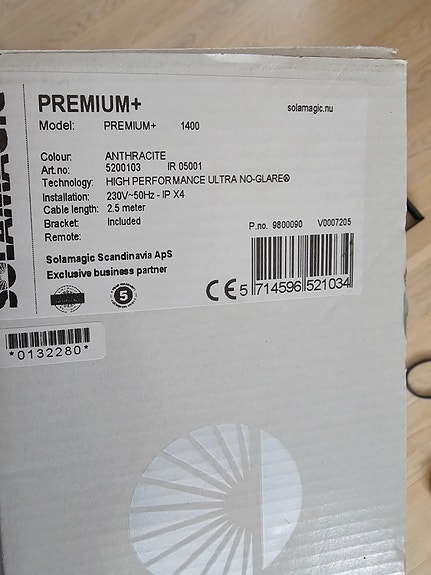 SOLAMAGIC
PREMIUM+
solamagic.nu
Model: PREMIUM+ 1400
Colour: ANTHRACITE
Art.no: 5200103 IR 05001
Technology: HIGH PERFORMANCE ULTRA NO-GLARE®
Installation: 230V~50Hz - IP X4
Cable length: 2.5 meter
Bracket: Included
Remote:
P.no. 9800090 V0007205
Solamagic Scandinavia ApS
Exclusive business partner
5
CE
5 714596 521034
*0132280*